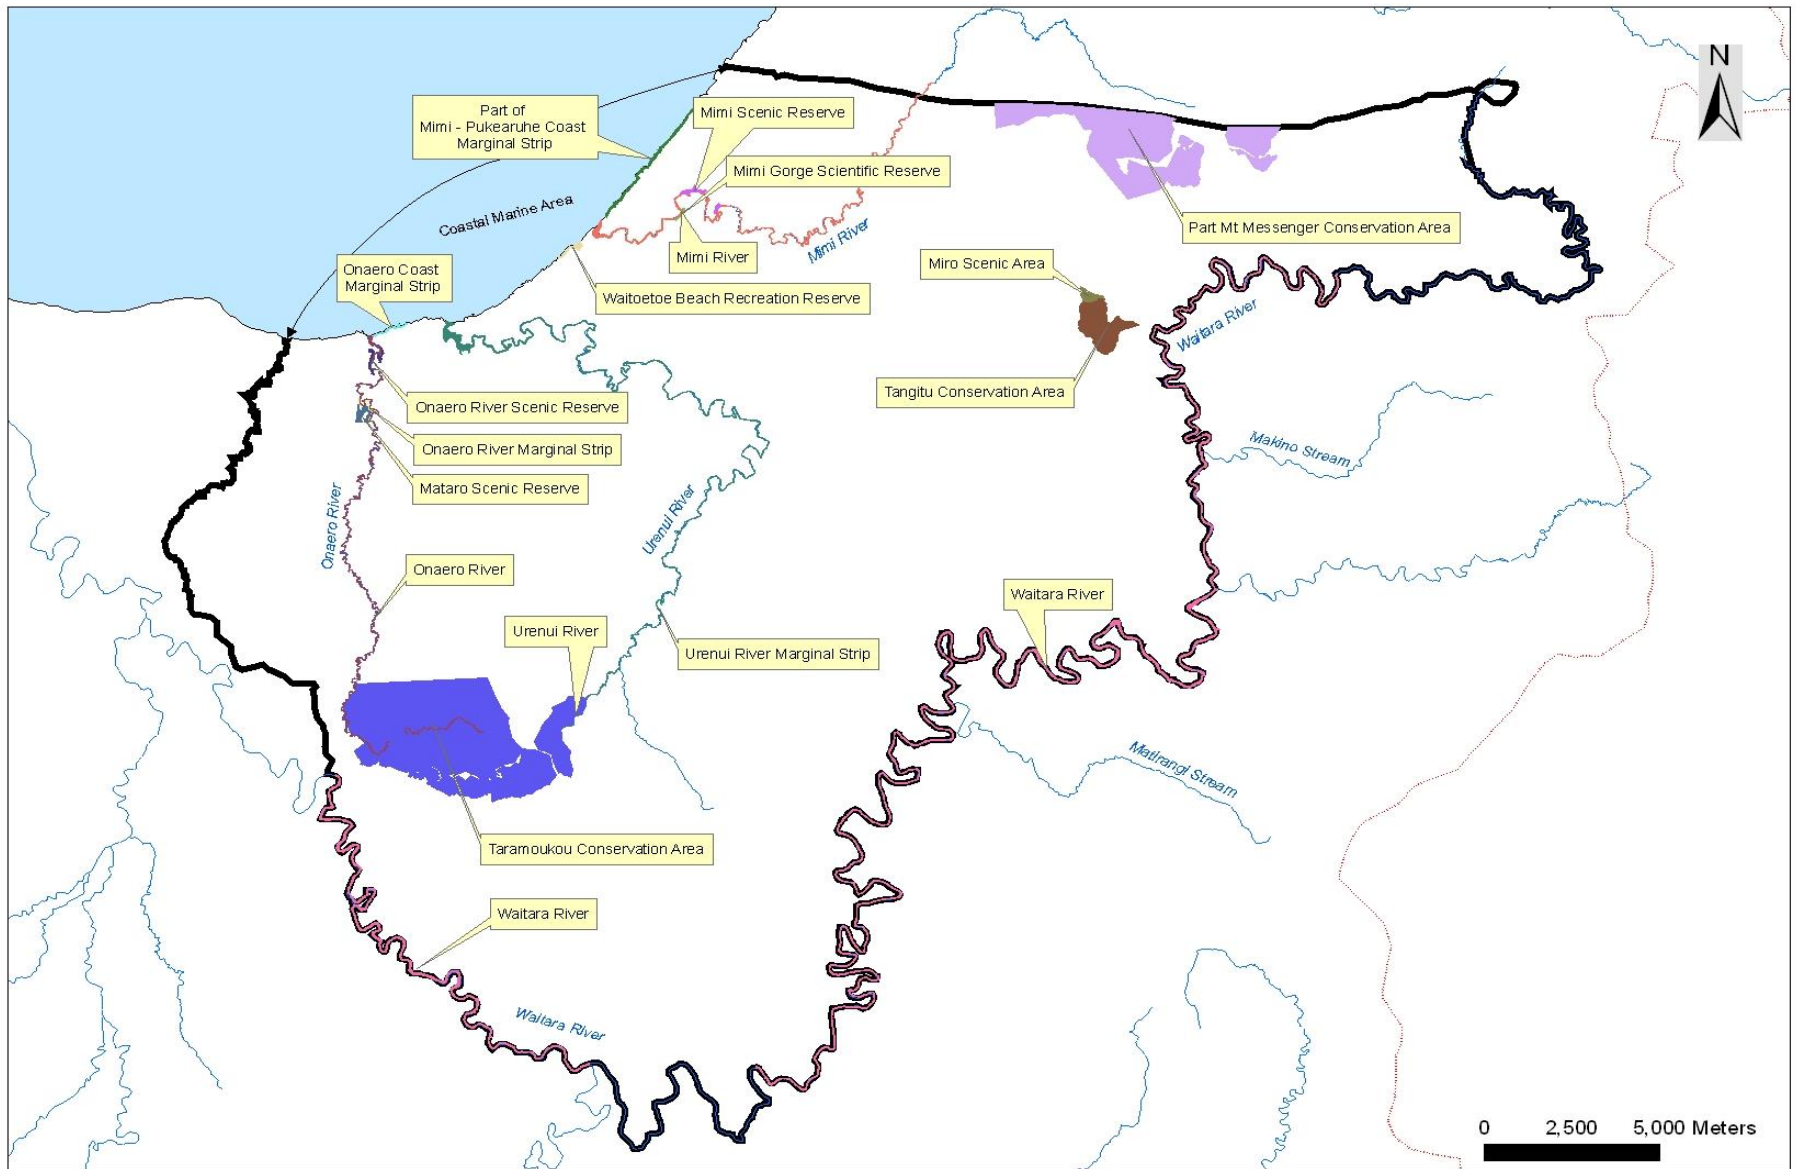 N
Part of
Mimi - Pukearuhe Coast
Marginal Strip
Mimi Scenic Reserve
Mimi Gorge Scientific Reserve
Coastal Marine Area
Mimi River
Mimi River
Part Mt Messenger Conservation Area
Miro Scenic Area
Onaero Coast
Marginal Strip
Waitoetoe Beach Recreation Reserve
Waitara River
Tangitu Conservation Area
Onaero River Scenic Reserve
Onaero River Marginal Strip
Makino Stream
Mataro Scenic Reserve
Onaero River
Urenui River
Onaero River
Waitara River
Urenui River
Urenui River Marginal Strip
Matirangi Stream
Taramoukou Conservation Area
Waitara River
Waitara River
0 2,500 5,000 Meters